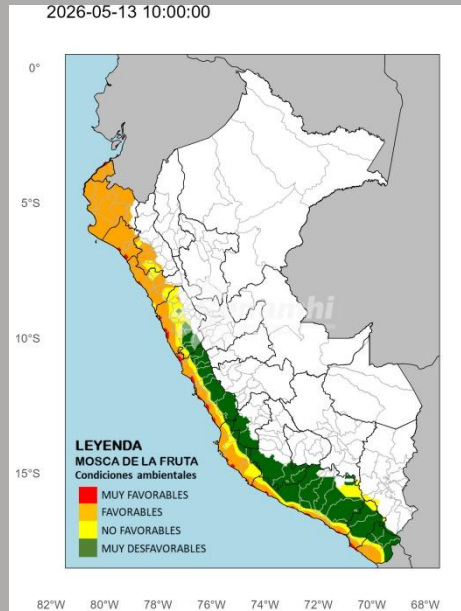 2026-05-13 10:00:00
0°
5°S
10°S
15°S
senamhi
LEYENDA
MOSCA DE LA FRUTA
Condiciones ambientales
MUY FAVORABLES
FAVORABLES
NO FAVORABLES
MUY DESFAVORABLES
82°W 80°W 78°W 76°W 74°W 72°W 70°W 68°W